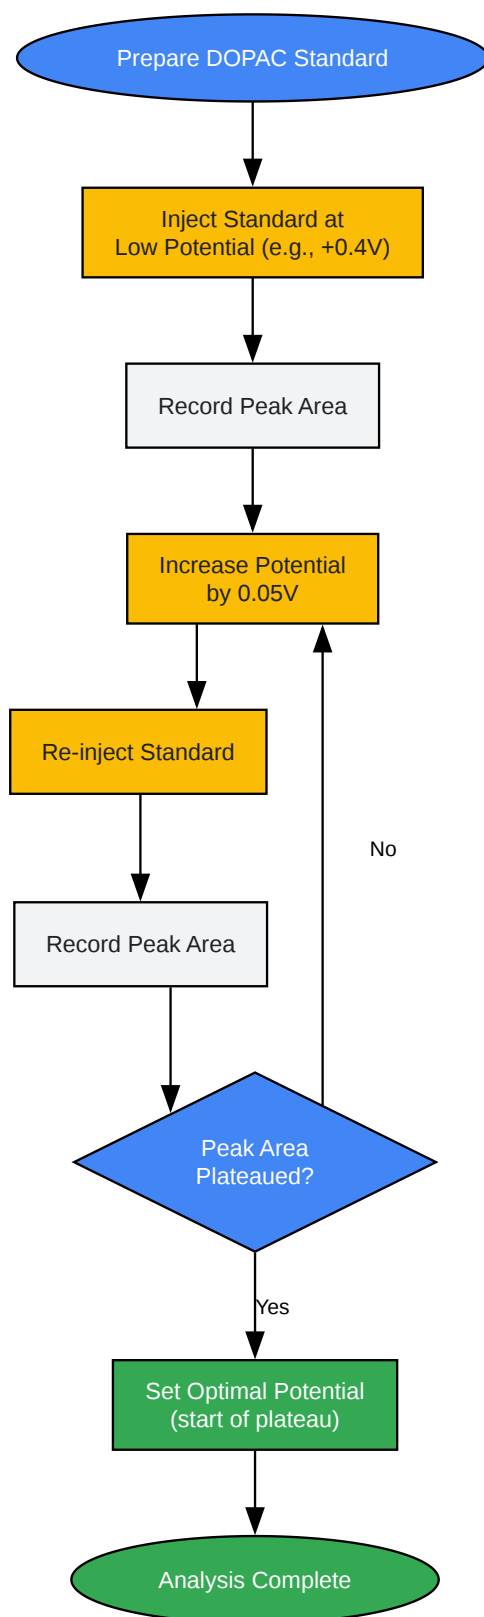 Prepare DOPAC Standard
Inject Standard at
Low Potential (e.g., +0.4V)
Record Peak Area
Increase Potential
by 0.05V
Re-inject Standard
No
Record Peak Area
Peak Area
Plateaued?
Yes
Set Optimal Potential
(start of plateau)
Analysis Complete